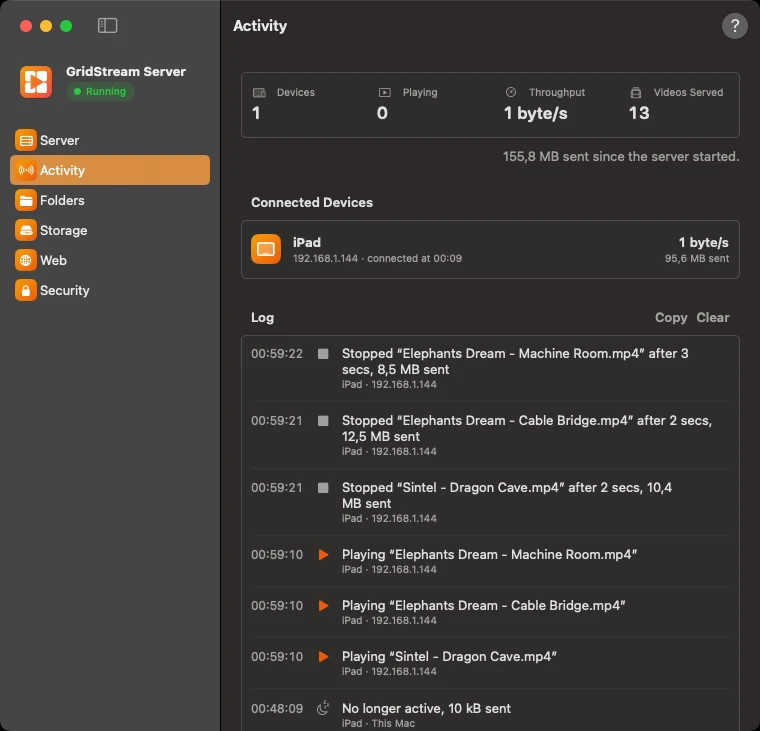 Activity
?
GridStream Server
Running
Server
Activity
Folders
Storage
Web
Security
Devices
1
Playing
0
Throughput
1 byte/s
Videos Served
13
155,8 MB sent since the server started.
Connected Devices
iPad
192.168.1.144 · connected at 00:09
1 byte/s
95,6 MB sent
Log
Copy Clear
00:59:22
Stopped “Elephants Dream - Machine Room.mp4” after 3
secs, 8,5 MB sent
iPad · 192.168.1.144
00:59:21
Stopped “Elephants Dream - Cable Bridge.mp4” after 2 secs,
12,5 MB sent
iPad · 192.168.1.144
00:59:21
Stopped “Sintel - Dragon Cave.mp4” after 2 secs, 10,4
MB sent
iPad · 192.168.1.144
00:59:10
Playing “Elephants Dream - Machine Room.mp4”
iPad · 192.168.1.144
00:59:10
Playing “Elephants Dream - Cable Bridge.mp4”
iPad · 192.168.1.144
00:59:10
Playing “Sintel - Dragon Cave.mp4”
iPad · 192.168.1.144
00:48:09
No longer active, 10 kB sent
iPad · This Mac